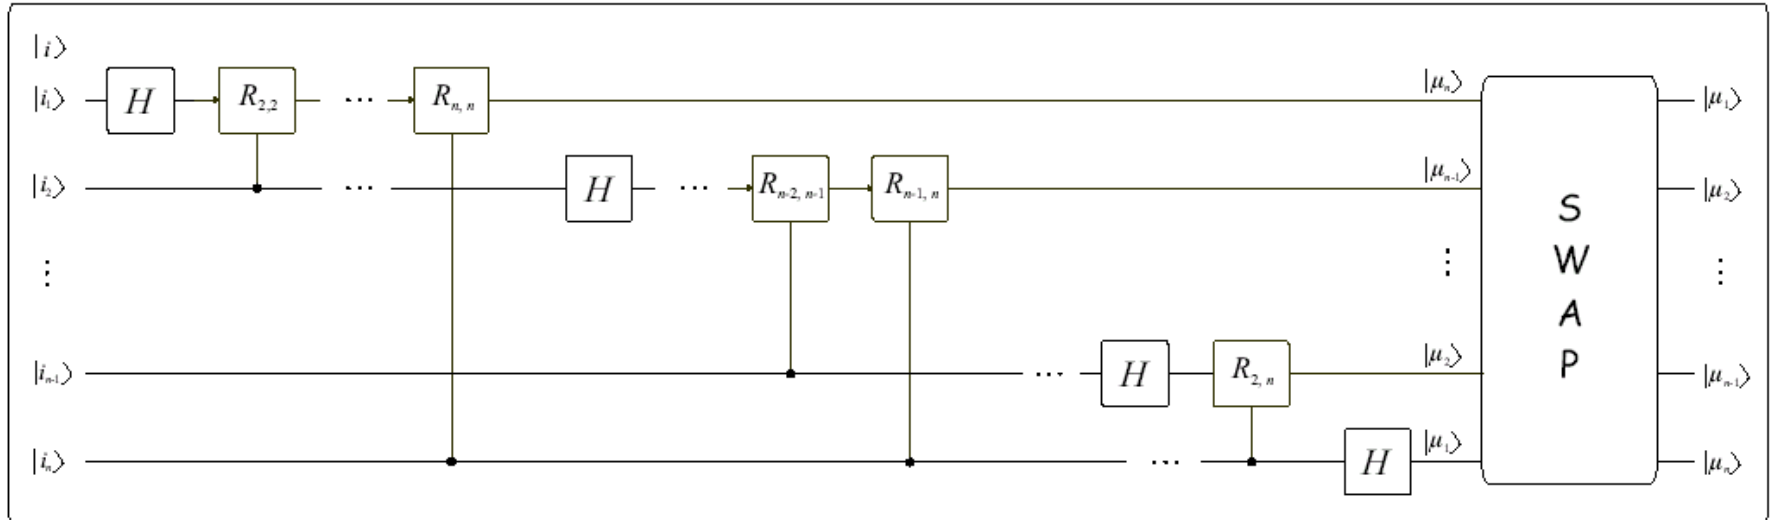 |i⟩
|i₁⟩ H R₂,₂ ··· Rₙ, ₙ |μₙ⟩ |μ₁⟩
|i₂⟩ ··· H ··· Rₙ₋₂, ₙ₋₁ Rₙ₋₁, ₙ |μₙ₋₁⟩ |μ₂⟩
⋮ ⋮ ⋮
|iₙ₋₁⟩ ··· H R₂, ₙ |μ₂⟩ |μₙ₋₁⟩
|iₙ⟩ ··· H |μ₁⟩ |μₙ⟩
S
W
A
P